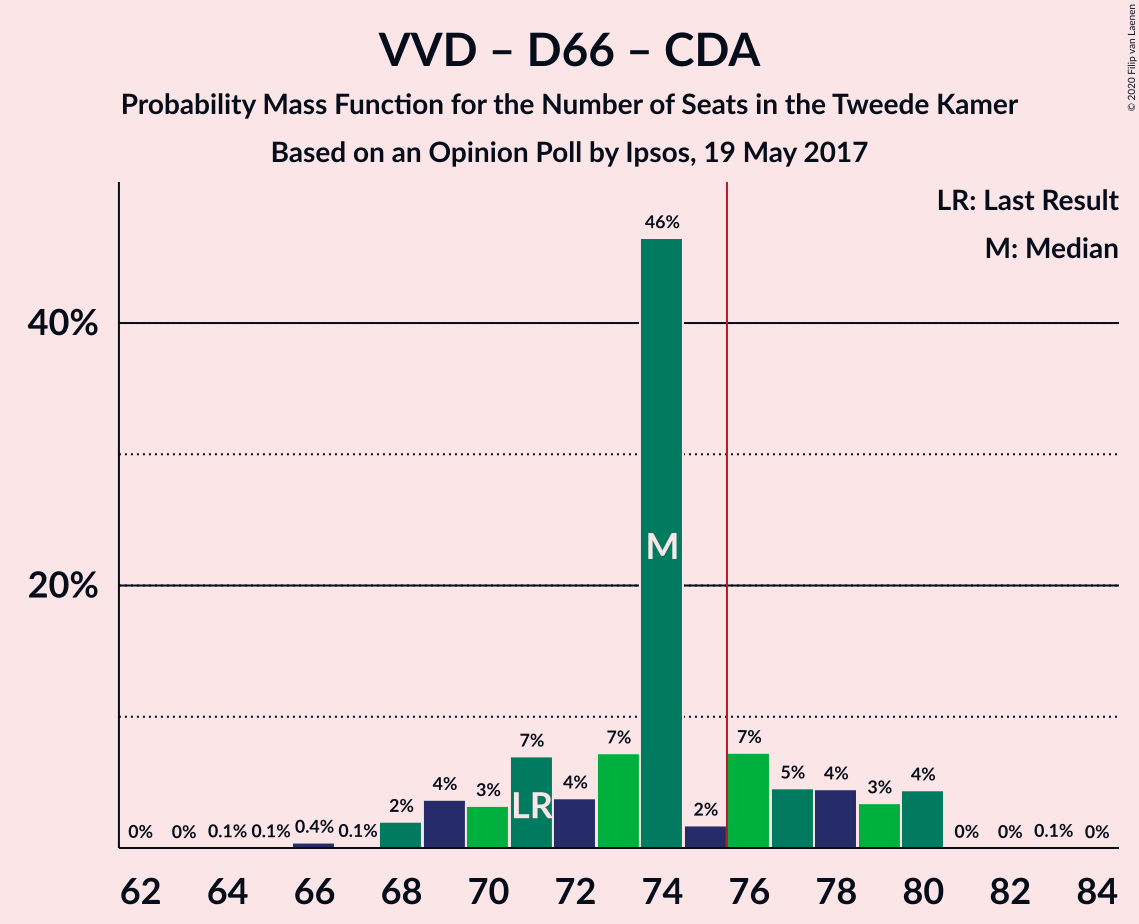 VVD – D66 – CDA
Probability Mass Function for the Number of Seats in the Tweede Kamer
Based on an Opinion Poll by Ipsos, 19 May 2017
© 2020 Filip van Laenen
LR: Last Result
M: Median
40%
20%
0% 0% 0.1% 0.1% 0.4% 0.1% 2% 4% 3% 7% 4% 7% 46% 2% 7% 5% 4% 3% 4% 0% 0% 0.1% 0%
LR
M
62 64 66 68 70 72 74 76 78 80 82 84